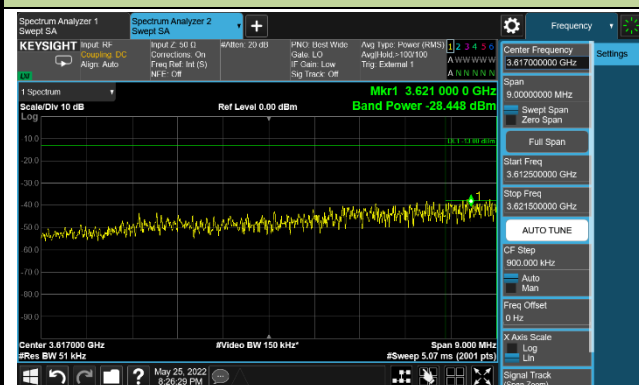 Spectrum Analyzer 1
Swept SA
Spectrum Analyzer 2
Swept SA
+
Frequency
KEYSIGHT
Input: RF
Coupling: DC
Align: Auto
Input Z: 50 Ω
Corrections: On
Freq Ref: Int (S)
NFE: Off
#Atten: 20 dB
PNO: Best Wide
Gate: LO
IF Gain: Low
Sig Track: Off
Avg Type: Power (RMS)
Avg|Hold:>100/100
Trig: External 1
1 2 3 4 5 6
A W W W W W
A N N N N N
Center Frequency
3.617000000 GHz
Settings
Span
9.00000000 MHz
Swept Span
Zero Span
Full Span
Start Freq
3.612500000 GHz
Stop Freq
3.621500000 GHz
AUTO TUNE
CF Step
900.000 kHz
Auto
Man
Freq Offset
0 Hz
X Axis Scale
Log
Lin
Signal Track
(Span Zoom)
1 Spectrum
Scale/Div 10 dB
Log
Ref Level 0.00 dBm
Mkr1 3.621 000 0 GHz
Band Power -28.448 dBm
-10.0
-20.0
-30.0
-40.0
-50.0
-60.0
-70.0
-80.0
-90.0
1
Center 3.617000 GHz
#Res BW 51 kHz
#Video BW 150 kHz*
Span 9.000 MHz
#Sweep 5.07 ms (2001 pts)
May 25, 2022
8:26:29 PM